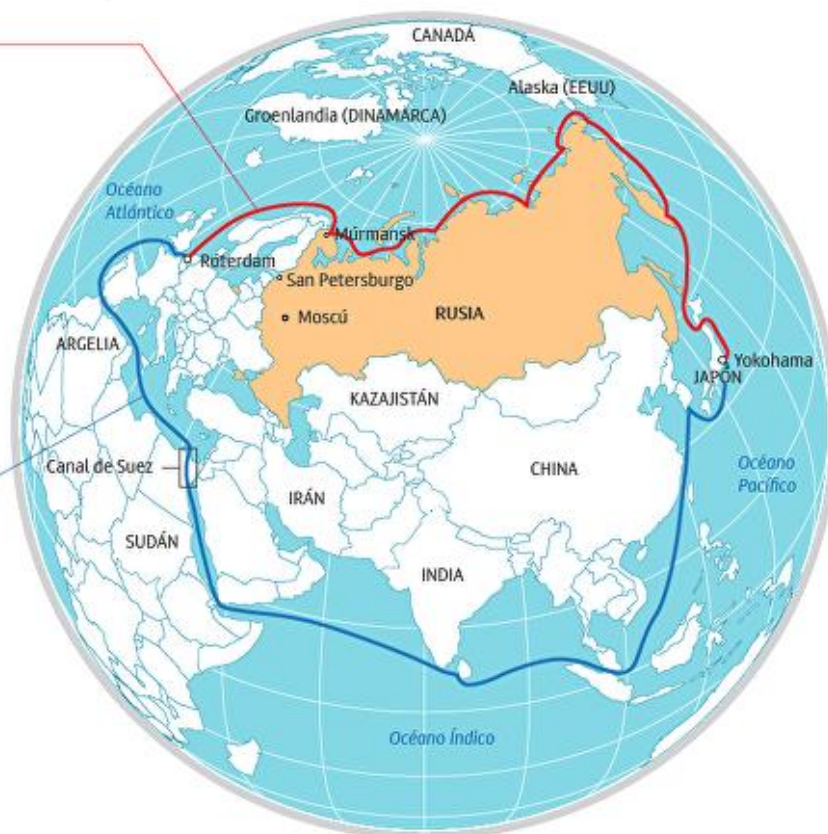 CANADÁ
Alaska (EEUU)
Groenlandia (DINAMARCA)
Océano
Atlántico
Múrmansk
Róterdam
San Petersburgo
Moscú
RUSIA
ARGELIA
Yokohama
JAPÓN
KAZAJISTÁN
Canal de Suez
CHINA
Océano
Pacífico
IRÁN
SUDÁN
INDIA
Océano Índico